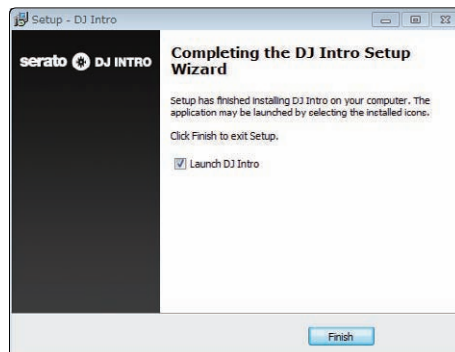 Setup - DJ Intro
serato DJ INTRO
Completing the DJ Intro Setup
Wizard
Setup has finished installing DJ Intro on your computer. The
application may be launched by selecting the installed icons.
Click Finish to exit Setup.
Launch DJ Intro
Finish